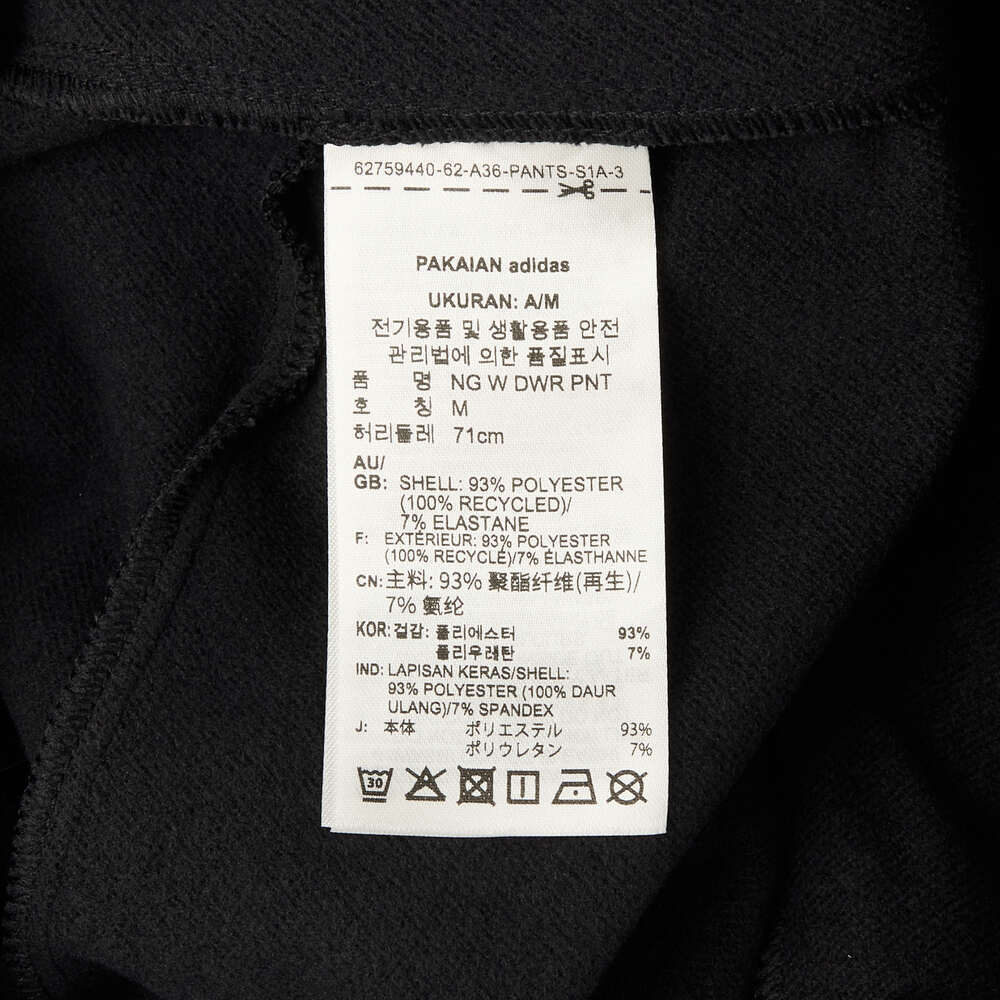 62759440-62-A36-PANTS-S1A-3
PAKAIAN adidas
UKURAN: A/M
전기용품 및 생활용품 안전
관리법에 의한 품질표시
품 명 NG W DWR PNT
호 칭 M
허리둘레 71cm
AU/
GB: SHELL: 93% POLYESTER
(100% RECYCLED)/
7% ELASTANE
F: EXTÉRIEUR: 93% POLYESTER
(100% RECYCLÉ)/7% ÉLASTHANNE
CN: 主料: 93% 聚酯纤维(再生)/
7% 氨纶
KOR: 겉감: 폴리에스터 93%
폴리우레탄 7%
IND: LAPISAN KERAS/SHELL:
93% POLYESTER (100% DAUR
ULANG)/7% SPANDEX
J: 本体 ポリエステル 93%
ポリウレタン 7%
30